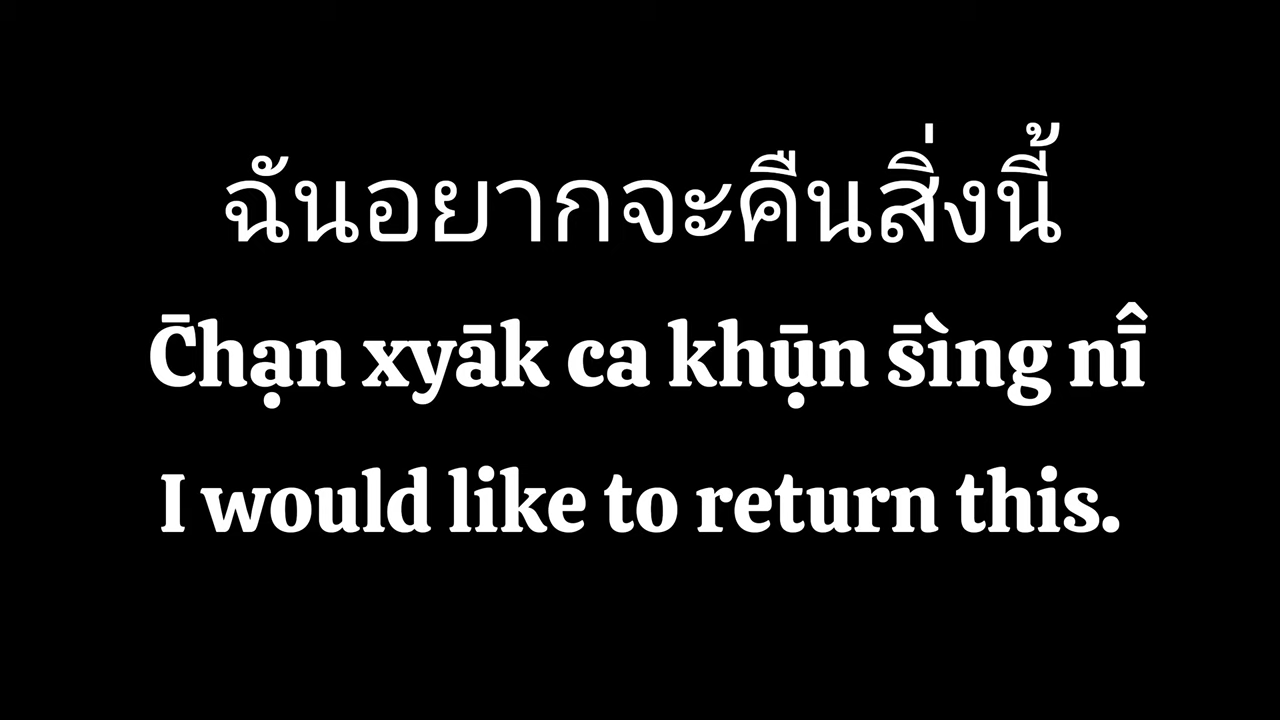 ฉันอยากจะคืนสิ่งนี้
C̄hạn xyāk ca khụ̄n s̄ìng nī̂
I would like to return this.